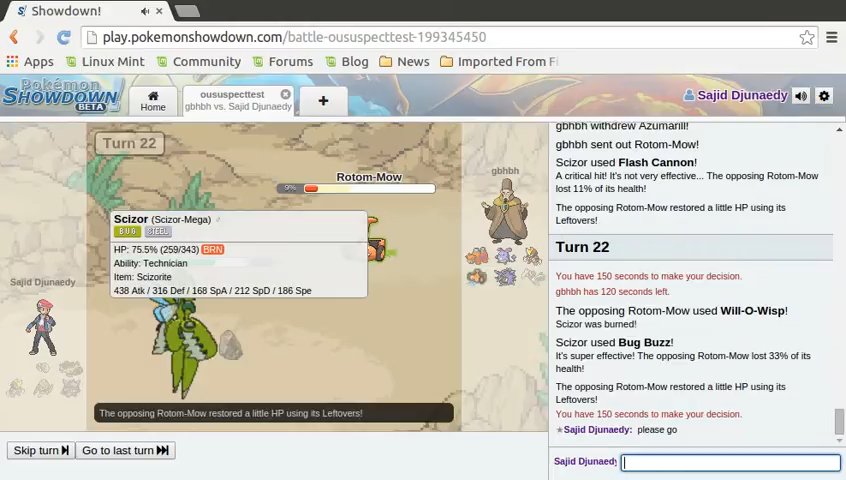 Showdown!
play.pokemonshowdown.com/battle-oususpecttest-199345450
Apps Linux Mint Community Forums Blog News Imported From Fi
Pokémon
Showdown
BETA
Home
oususpecttest
gbhbh vs. Sajid Djunaedy
+
Sajid Djunaedy
Turn 22
Rotom-Mow
9%
gbhbh
Scizor (Scizor-Mega) ♂
BUG STEEL
HP: 75.5% (259/343) BRN
Ability: Technician
Item: Scizorite
438 Atk / 316 Def / 168 SpA / 212 SpD / 186 Spe
Sajid Djunaedy
The opposing Rotom-Mow restored a little HP using its Leftovers!
Skip turn Go to last turn
gbhbh withdrew Azumarill!
gbhbh sent out Rotom-Mow!
Scizor used Flash Cannon!
A critical hit! It's not very effective... The opposing Rotom-Mow
lost 11% of its health!
The opposing Rotom-Mow restored a little HP using its
Leftovers!
Turn 22
You have 150 seconds to make your decision.
gbhbh has 120 seconds left.
The opposing Rotom-Mow used Will-O-Wisp!
Scizor was burned!
Scizor used Bug Buzz!
It's super effective! The opposing Rotom-Mow lost 33% of its
health!
The opposing Rotom-Mow restored a little HP using its
Leftovers!
You have 150 seconds to make your decision.
★Sajid Djunaedy: please go
Sajid Djunaedy: